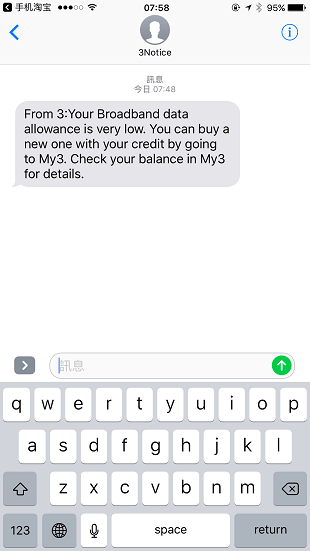 手机淘宝 07:58 95%
3Notice
訊息
今日 07:48
From 3:Your Broadband data
allowance is very low. You can buy a
new one with your credit by going
to My3. Check your balance in My3
for details.
訊息
q w e r t y u i o p
a s d f g h j k l
z x c v b n m
123 space return